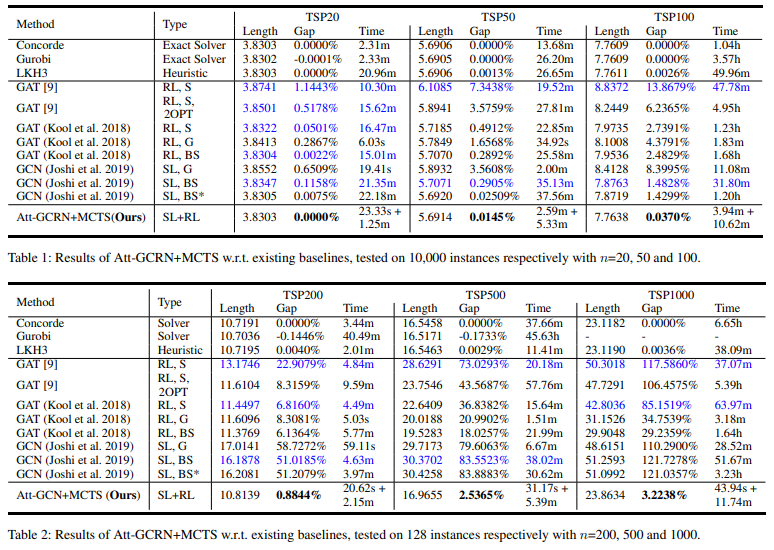 Method Type TSP20 TSP50 TSP100
Length Gap Time Length Gap Time Length Gap Time
Concorde Exact Solver 3.8303 0.0000% 2.31m 5.6906 0.0000% 13.68m 7.7609 0.0000% 1.04h
Gurobi Exact Solver 3.8302 -0.0001% 2.33m 5.6905 0.0000% 26.20m 7.7609 0.0000% 3.57h
LKH3 Heuristic 3.8303 0.0000% 20.96m 5.6906 0.0013% 26.65m 7.7611 0.0026% 49.96m
GAT [9] RL, S 3.8741 1.1443% 10.30m 6.1085 7.3438% 19.52m 8.8372 13.8679% 47.78m
GAT [9] RL, S, 2OPT 3.8501 0.5178% 15.62m 5.8941 3.5759% 27.81m 8.2449 6.2365% 4.95h
GAT (Kool et al. 2018) RL, S 3.8322 0.0501% 16.47m 5.7185 0.4912% 22.85m 7.9735 2.7391% 1.23h
GAT (Kool et al. 2018) RL, G 3.8413 0.2867% 6.03s 5.7849 1.6568% 34.92s 8.1008 4.3791% 1.83m
GAT (Kool et al. 2018) RL, BS 3.8304 0.0022% 15.01m 5.7070 0.2892% 25.58m 7.9536 2.4829% 1.68h
GCN (Joshi et al. 2019) SL, G 3.8552 0.6509% 19.41s 5.8932 3.5608% 2.00m 8.4128 8.3995% 11.08m
GCN (Joshi et al. 2019) SL, BS 3.8347 0.1158% 21.35m 5.7071 0.2905% 35.13m 7.8763 1.4828% 31.80m
GCN (Joshi et al. 2019) SL, BS* 3.8305 0.0075% 22.18m 5.6920 0.02509% 37.56m 7.8719 1.4299% 1.20h
Att-GCRN+MCTS(Ours) SL+RL 3.8303 0.0000% 23.33s + 1.25m 5.6914 0.0145% 2.59m + 5.33m 7.7638 0.0370% 3.94m + 10.62m
Table 1: Results of Att-GCRN+MCTS w.r.t. existing baselines, tested on 10,000 instances respectively with n=20, 50 and 100.
Method Type TSP200 TSP500 TSP1000
Length Gap Time Length Gap Time Length Gap Time
Concorde Solver 10.7191 0.0000% 3.44m 16.5458 0.0000% 37.66m 23.1182 0.0000% 6.65h
Gurobi Solver 10.7036 -0.1446% 40.49m 16.5171 -0.1733% 45.63h - - -
LKH3 Heuristic 10.7195 0.0040% 2.01m 16.5463 0.0029% 11.41m 23.1190 0.0036% 38.09m
GAT [9] RL, S 13.1746 22.9079% 4.84m 28.6291 73.0293% 20.18m 50.3018 117.5860% 37.07m
GAT [9] RL, S, 2OPT 11.6104 8.3159% 9.59m 23.7546 43.5687% 57.76m 47.7291 106.4575% 5.39h
GAT (Kool et al. 2018) RL, S 11.4497 6.8160% 4.49m 22.6409 36.8382% 15.64m 42.8036 85.1519% 63.97m
GAT (Kool et al. 2018) RL, G 11.6096 8.3081% 5.03s 20.0188 20.9902% 1.51m 31.1526 34.7539% 3.18m
GAT (Kool et al. 2018) RL, BS 11.3769 6.1364% 5.77m 19.5283 18.0257% 21.99m 29.9048 29.2359% 1.64h
GCN (Joshi et al. 2019) SL, G 17.0141 58.7272% 59.11s 29.7173 79.6063% 6.67m 48.6151 110.2900% 28.52m
GCN (Joshi et al. 2019) SL, BS 16.1878 51.0185% 4.63m 30.3702 83.5523% 38.02m 51.2593 121.7278% 51.67m
GCN (Joshi et al. 2019) SL, BS* 16.2081 51.2079% 3.97m 30.4258 83.8883% 30.62m 51.0992 121.0357% 3.23h
Att-GCN+MCTS (Ours) SL+RL 10.8139 0.8844% 20.62s + 2.15m 16.9655 2.5365% 31.17s + 5.39m 23.8634 3.2238% 43.94s + 11.74m
Table 2: Results of Att-GCRN+MCTS w.r.t. existing baselines, tested on 128 instances respectively with n=200, 500 and 1000.